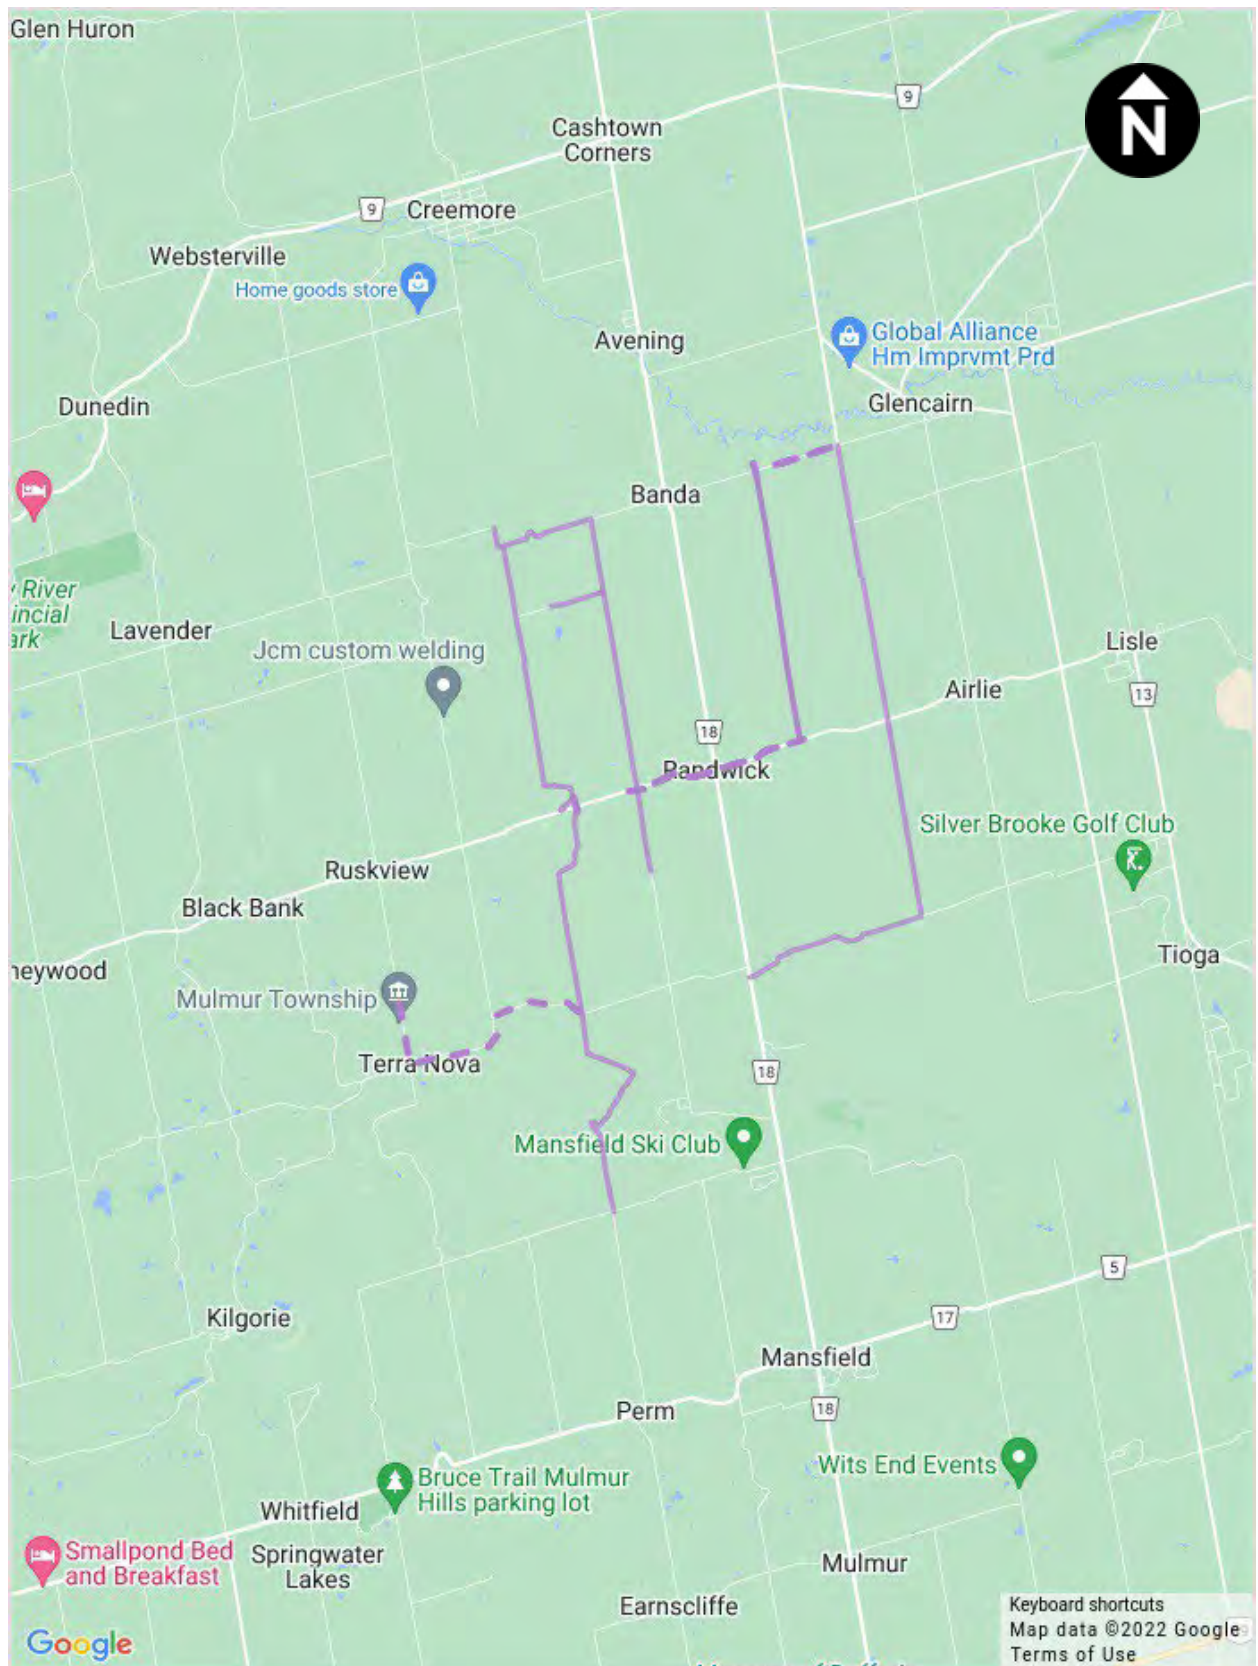 Glen Huron
9
N
Cashtown
Corners
9
Creemore
Websterville
Home goods store
Avening
Global Alliance
Hm Imprvmt Prd
Dunedin
Glencairn
Banda
River
incial
ark
Lavender
Jcm custom welding
Lisle
Airlie
13
18
Randwick
Silver Brooke Golf Club
Ruskview
Black Bank
neywood
Tioga
Mulmur Township
Terra Nova
18
Mansfield Ski Club
5
Kilgorie
17
Mansfield
Perm
18
Wits End Events
Bruce Trail Mulmur
Hills parking lot
Whitfield
Smallpond Bed
and Breakfast
Springwater
Lakes
Mulmur
Earnscliffe
Keyboard shortcuts
Map data ©2022 Google
Terms of Use
Google